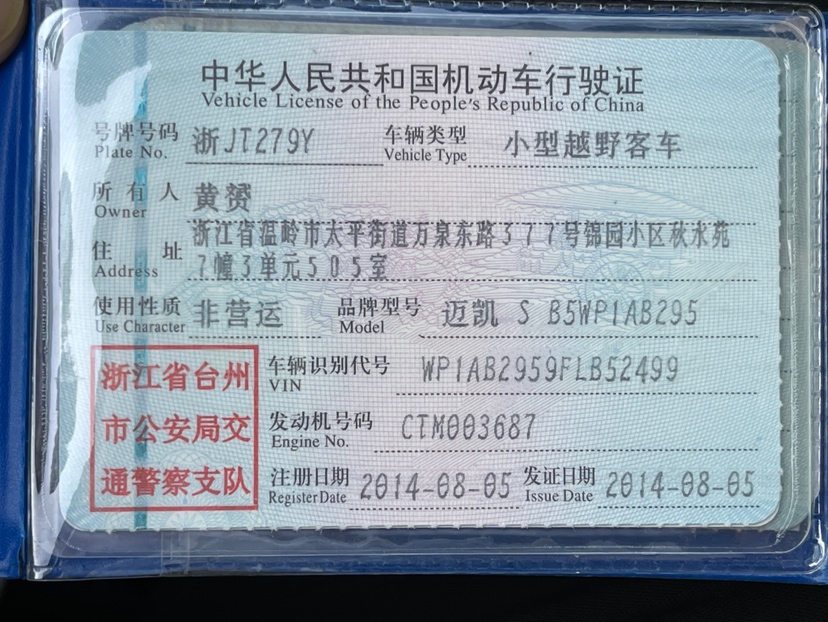 中华人民共和国机动车行驶证
Vehicle License of the People's Republic of China
号牌号码 浙JT279Y 车辆类型 小型越野客车
Plate No. Vehicle Type
所有人 黄赟
Owner
住址 浙江省温岭市太平街道万泉东路377号锦园小区秋水苑
Address 7幢3单元505室
使用性质 非营运 品牌型号 迈凯 S B5WP1AB295
Use Character Model
浙江省台州
市公安局交
通警察支队
车辆识别代号 WP1AB2959FLB52499
VIN
发动机号码 CTM003687
Engine No.
注册日期 2014-08-05 发证日期 2014-08-05
Register Date Issue Date